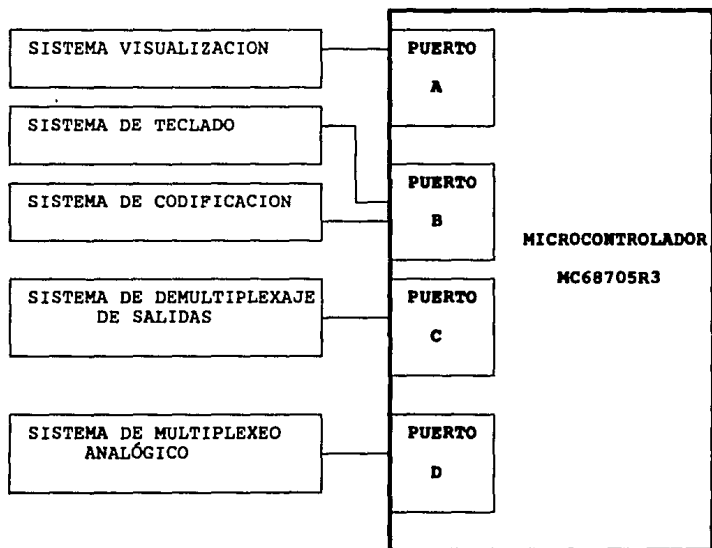 SISTEMA VISUALIZACION
PUERTO
A
SISTEMA DE TECLADO
SISTEMA DE CODIFICACION
PUERTO
B
MICROCONTROLADOR
MC68705R3
SISTEMA DE DEMULTIPLEXAJE
DE SALIDAS
PUERTO
C
SISTEMA DE MULTIPLEXEO
ANALÓGICO
PUERTO
D